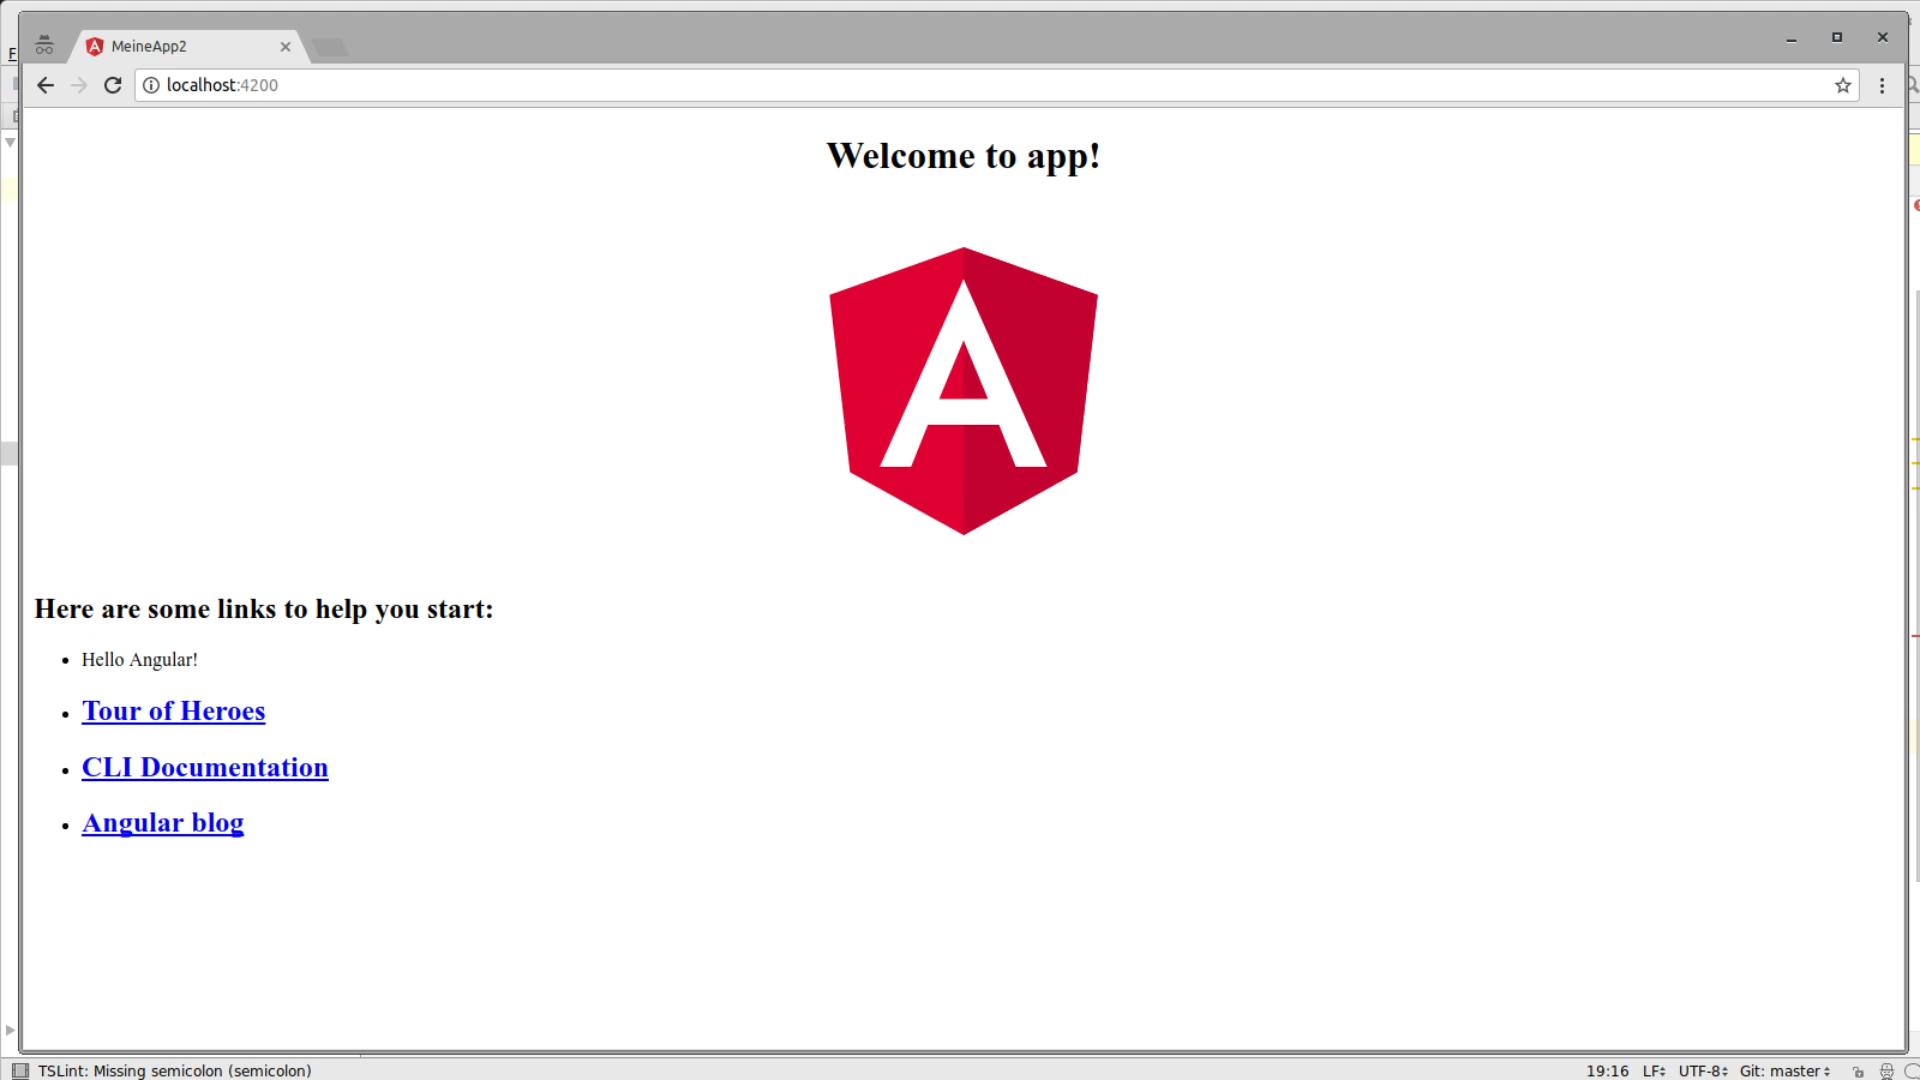 F
MeineApp2
localhost:4200
Welcome to app!
A
Here are some links to help you start:
Hello Angular!
Tour of Heroes
CLI Documentation
Angular blog
TSLint: Missing semicolon (semicolon) 19:16 LF UTF-8 Git: master